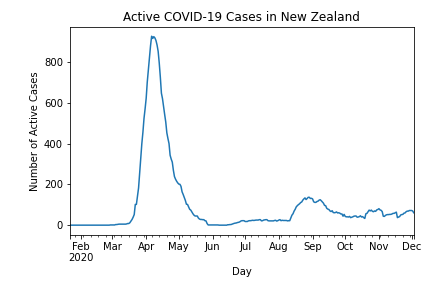 Active COVID-19 Cases in New Zealand
Number of Active Cases
800
600
400
200
0
Feb Mar Apr May Jun Jul Aug Sep Oct Nov Dec
2020
Day